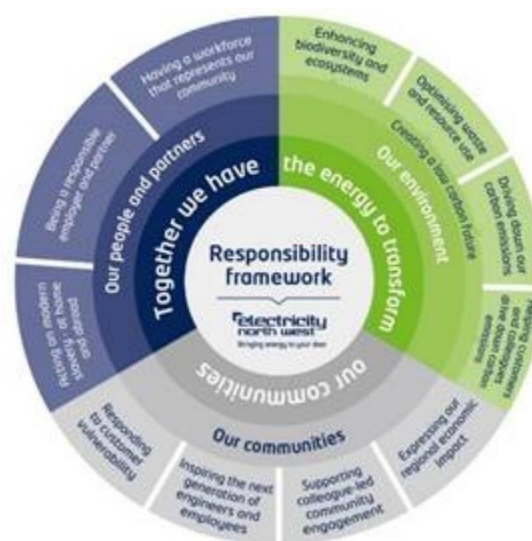 Responsibility
framework
electricity
north west
Bringing energy to your door
Together we have
the energy to transform
our communities
Our people and partners
Having a workforce
that represents our
community
Being a responsible
employer and partner
Acting on modern
slavery, at home
and abroad
Our environment
Creating a low carbon future
Enhancing
biodiversity and
ecosystems
Optimising waste
and resource use
Driving down our
carbon emissions
Helping customers
and colleagues
drive down carbon
emissions
Our communities
Expressing our
regional economic
impact
Supporting
colleague-led
community
engagement
Inspiring the next
generation of
engineers and
employees
Responding
to customer
vulnerability